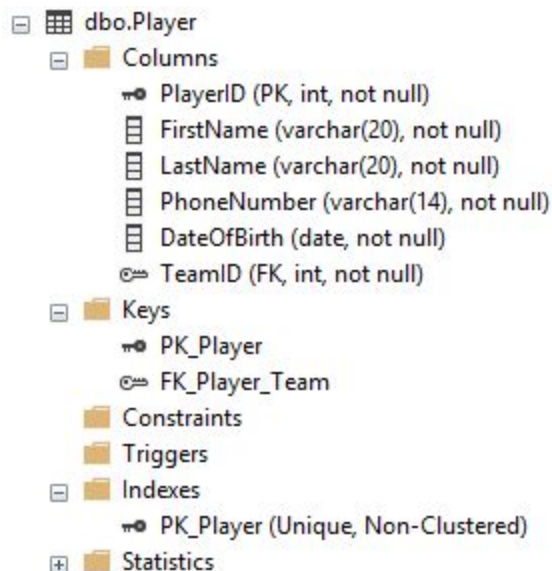 dbo.Player
Columns
PlayerID (PK, int, not null)
FirstName (varchar(20), not null)
LastName (varchar(20), not null)
PhoneNumber (varchar(14), not null)
DateOfBirth (date, not null)
TeamID (FK, int, not null)
Keys
PK_Player
FK_Player_Team
Constraints
Triggers
Indexes
PK_Player (Unique, Non-Clustered)
Statistics